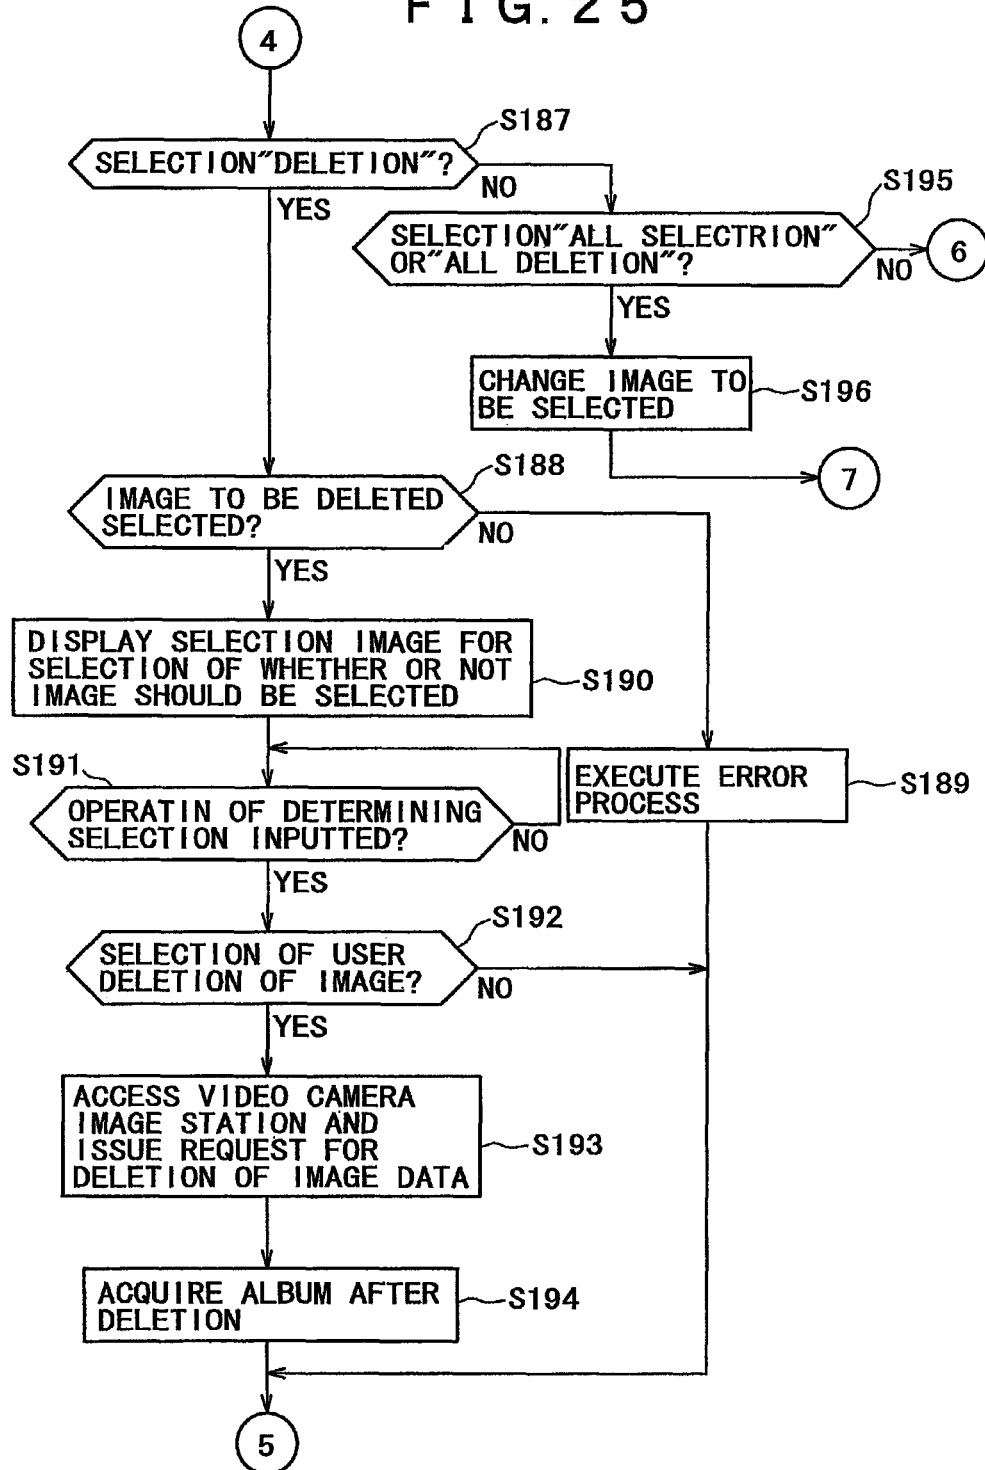 FIG. 25
4
S187
SELECTION"DELETION"?
NO
YES
S195
SELECTION"ALL SELECTRION"
OR"ALL DELETION"?
NO
6
YES
CHANGE IMAGE TO
BE SELECTED
S196
7
S188
IMAGE TO BE DELETED
SELECTED?
NO
YES
DISPLAY SELECTION IMAGE FOR
SELECTION OF WHETHER OR NOT
IMAGE SHOULD BE SELECTED
S190
S191
OPERATIN OF DETERMINING
SELECTION INPUTTED?
NO
YES
EXECUTE ERROR
PROCESS
S189
S192
SELECTION OF USER
DELETION OF IMAGE?
NO
YES
ACCESS VIDEO CAMERA
IMAGE STATION AND
ISSUE REQUEST FOR
DELETION OF IMAGE DATA
S193
ACQUIRE ALBUM AFTER
DELETION
S194
5